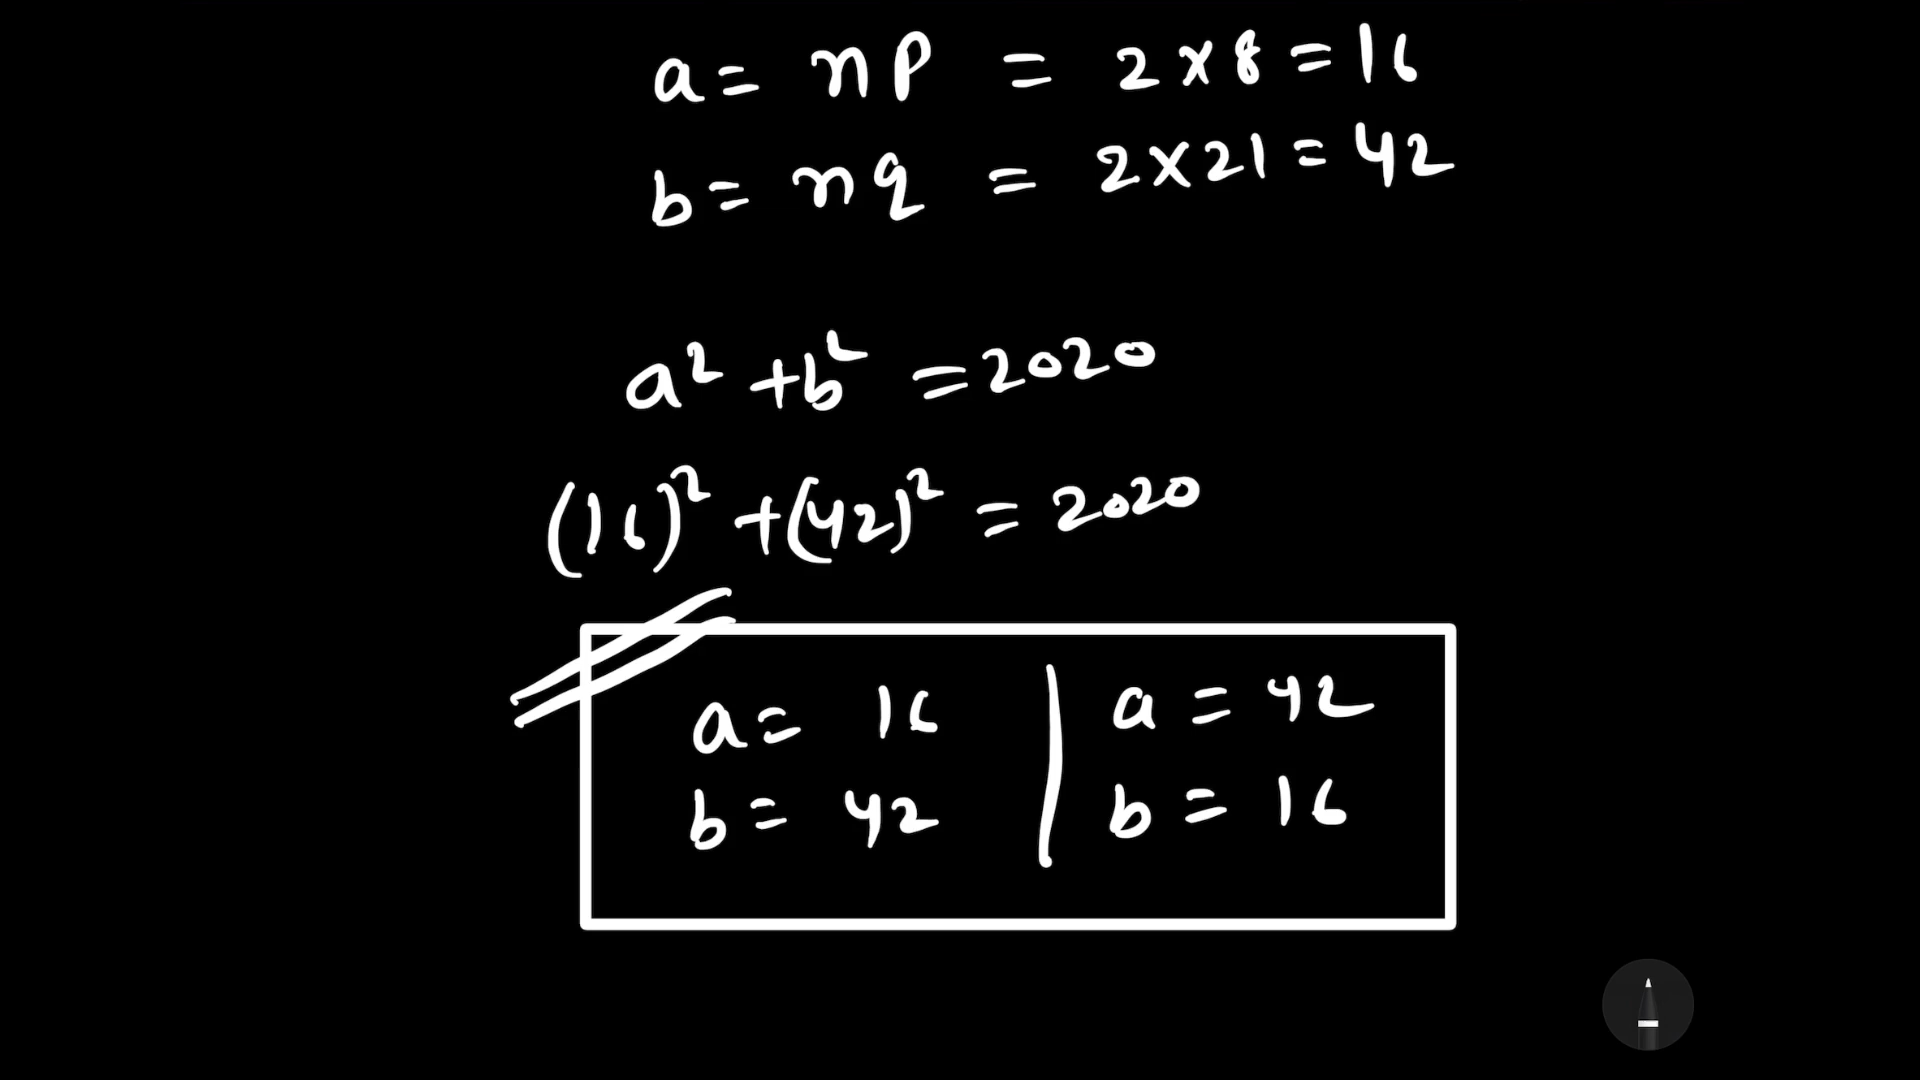 a = np = 2 x 8 = 16
b = nq = 2 x 21 = 42
a² + b² = 2020
(16)² + (42)² = 2020
a = 16 | a = 42
b = 42 | b = 16